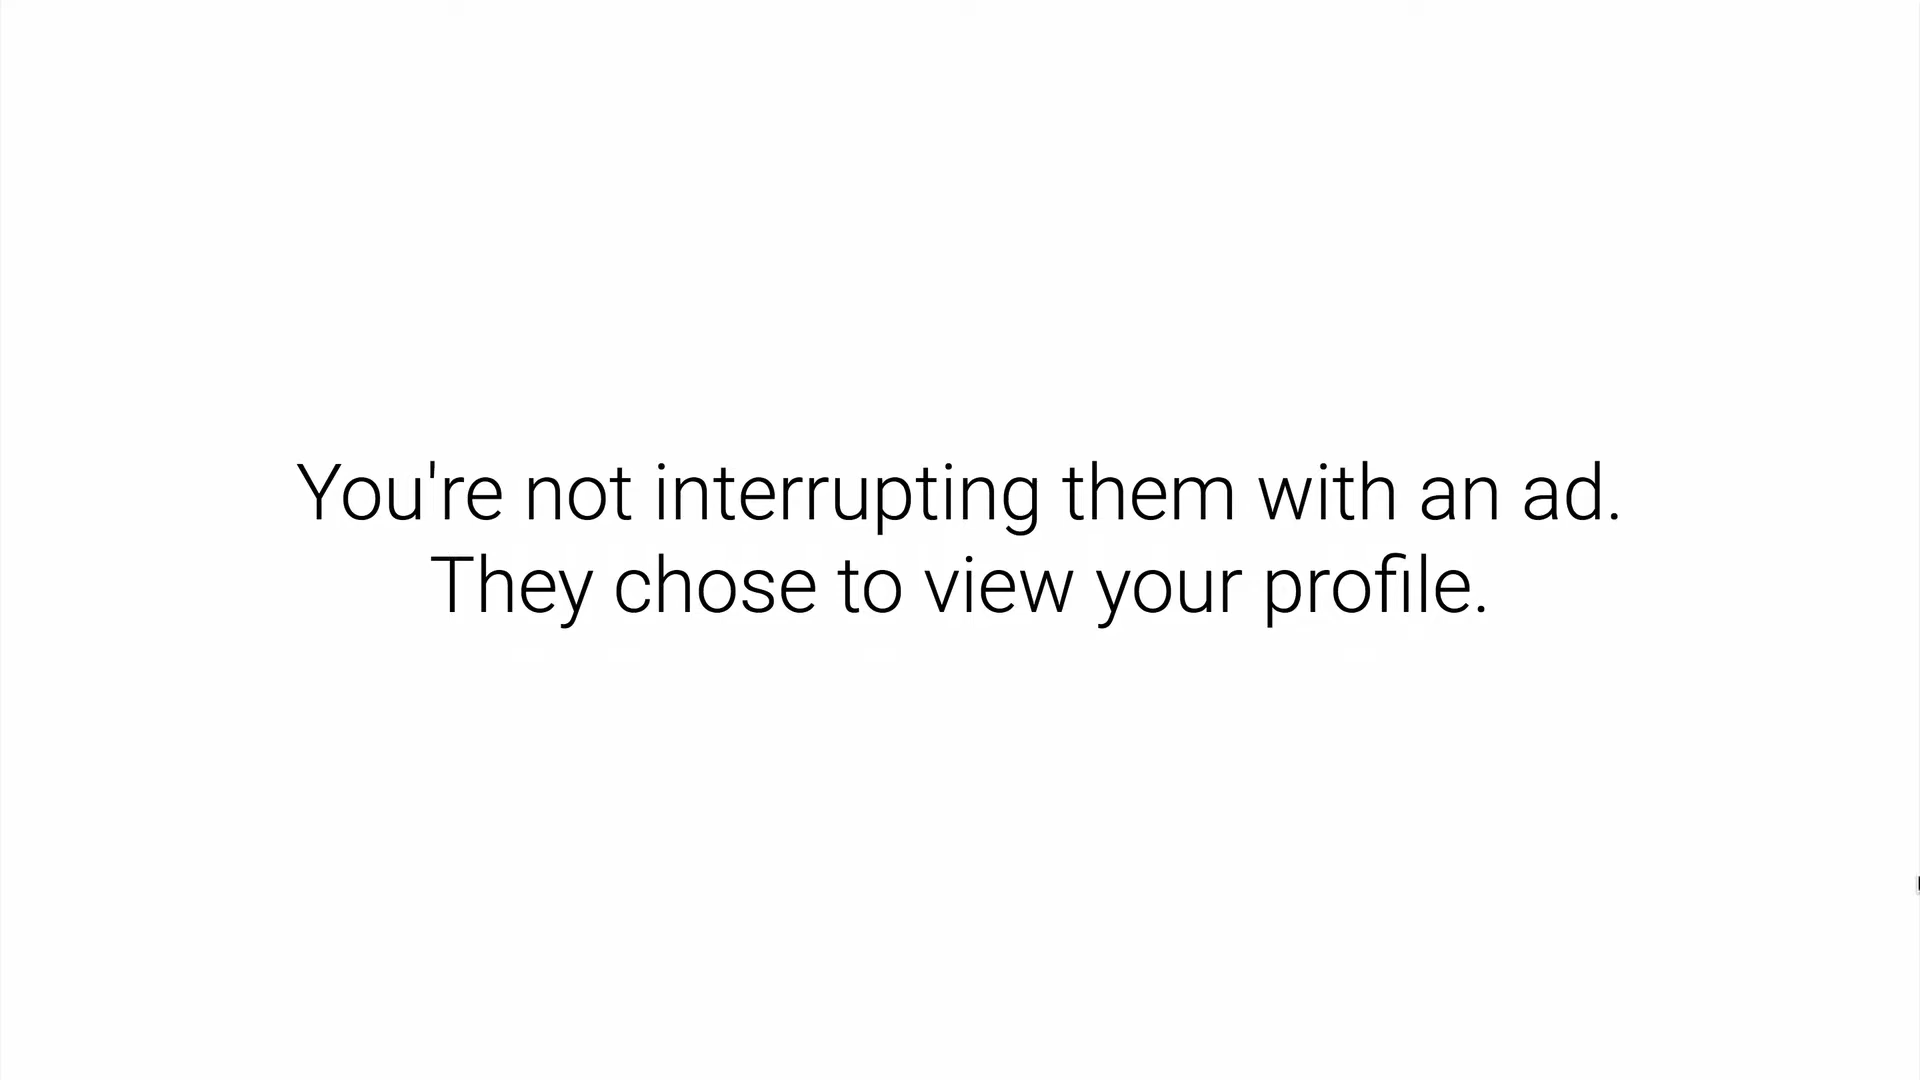 You're not interrupting them with an ad.
They chose to view your profile.